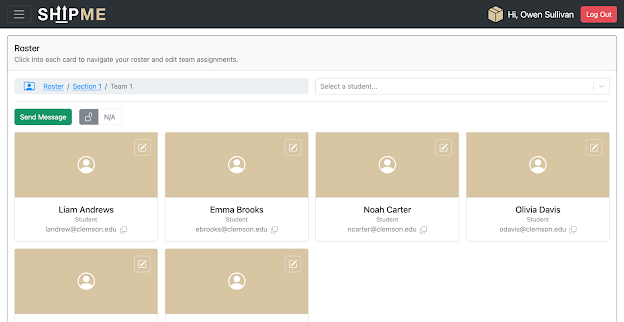 SHIPME
Hi, Owen Sullivan
Log Out
Roster
Click into each card to navigate your roster and edit team assignments.
Roster / Section 1 / Team 1
Select a student...
Send Message
N/A
Liam Andrews
Student
landrew@clemson.edu
Emma Brooks
Student
ebrooks@clemson.edu
Noah Carter
Student
ncarter@clemson.edu
Olivia Davis
Student
odavis@clemson.edu